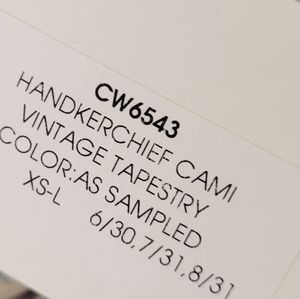 CW6543
HANDKERCHIEF CAMI
VINTAGE TAPESTRY
COLOR:AS SAMPLED
XS-L 6/30,7/31,8/31